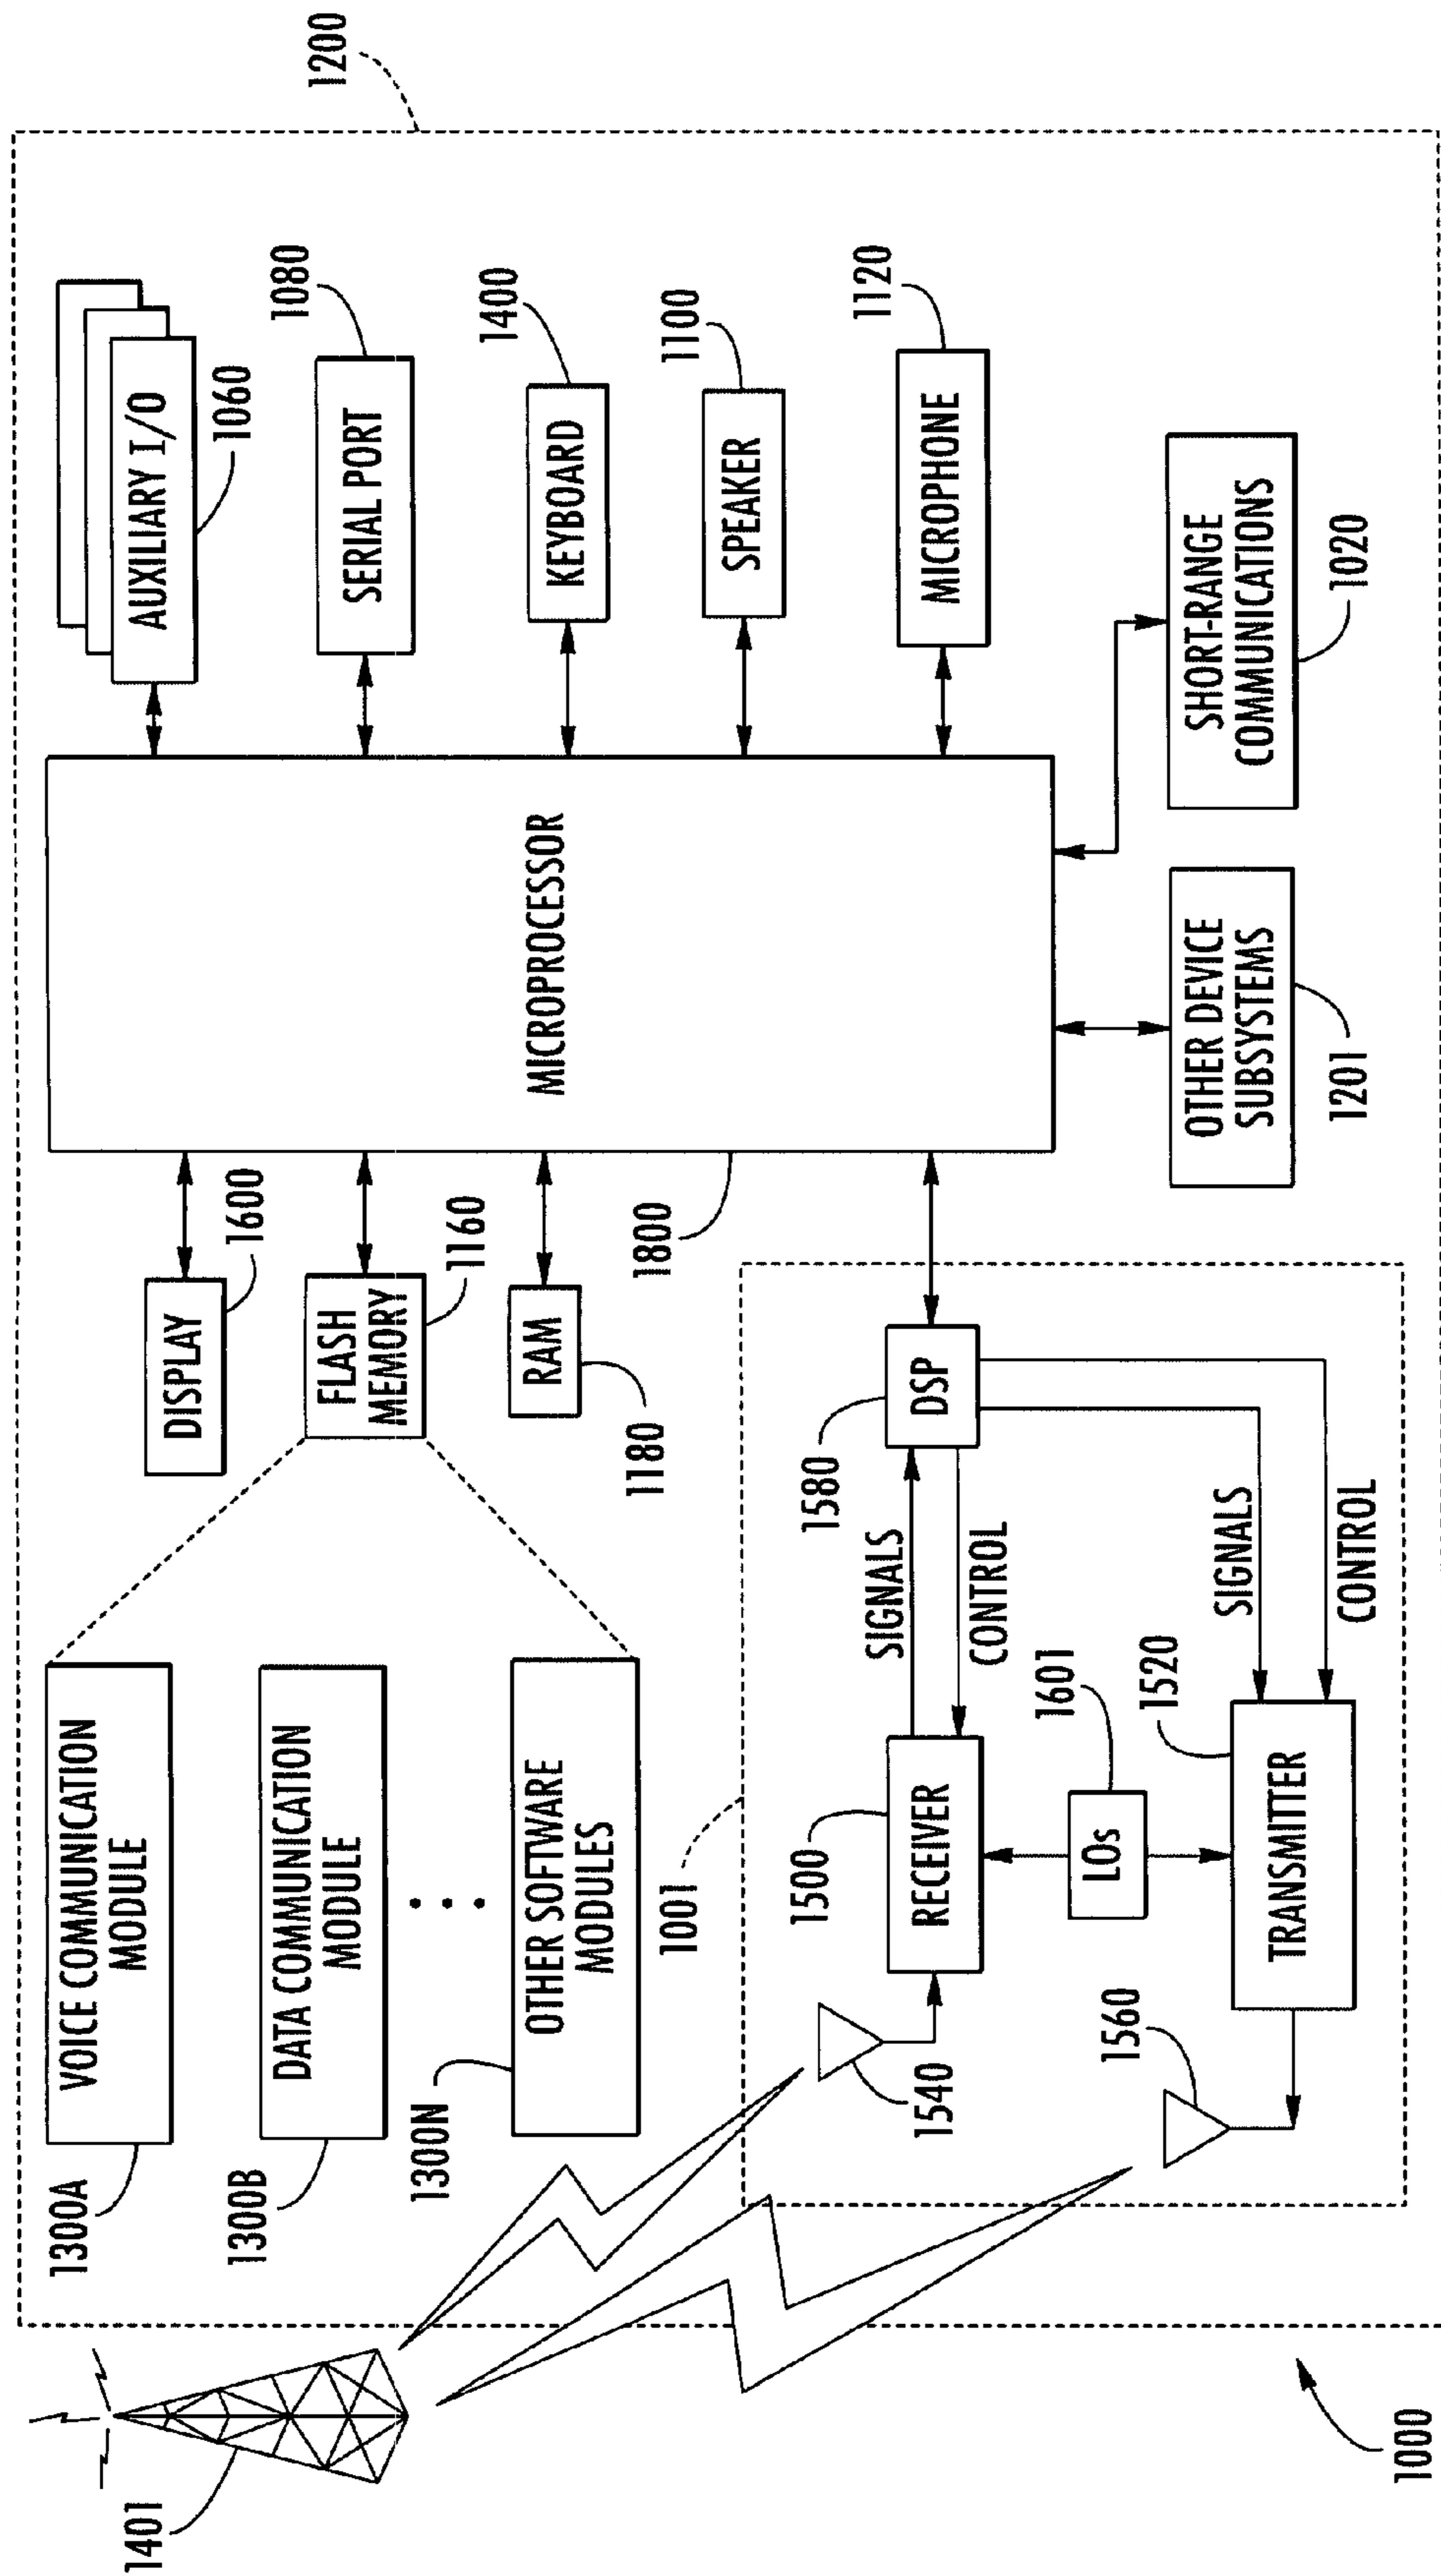 1200
AUXILIARY I/O
1060
SERIAL PORT
1080
KEYBOARD
1400
SPEAKER
1100
MICROPHONE
1120
SHORT-RANGE
COMMUNICATIONS
1020
MICROPROCESSOR
1800
OTHER DEVICE
SUBSYSTEMS
1201
DISPLAY
1600
FLASH
MEMORY
1160
RAM
1180
VOICE COMMUNICATION
MODULE
1300A
DATA COMMUNICATION
MODULE
1300B
OTHER SOFTWARE
MODULES
1300N
1001
DSP
1580
SIGNALS
CONTROL
RECEIVER
1500
LOs
1601
SIGNALS
CONTROL
TRANSMITTER
1520
1540
1560
1401
1000